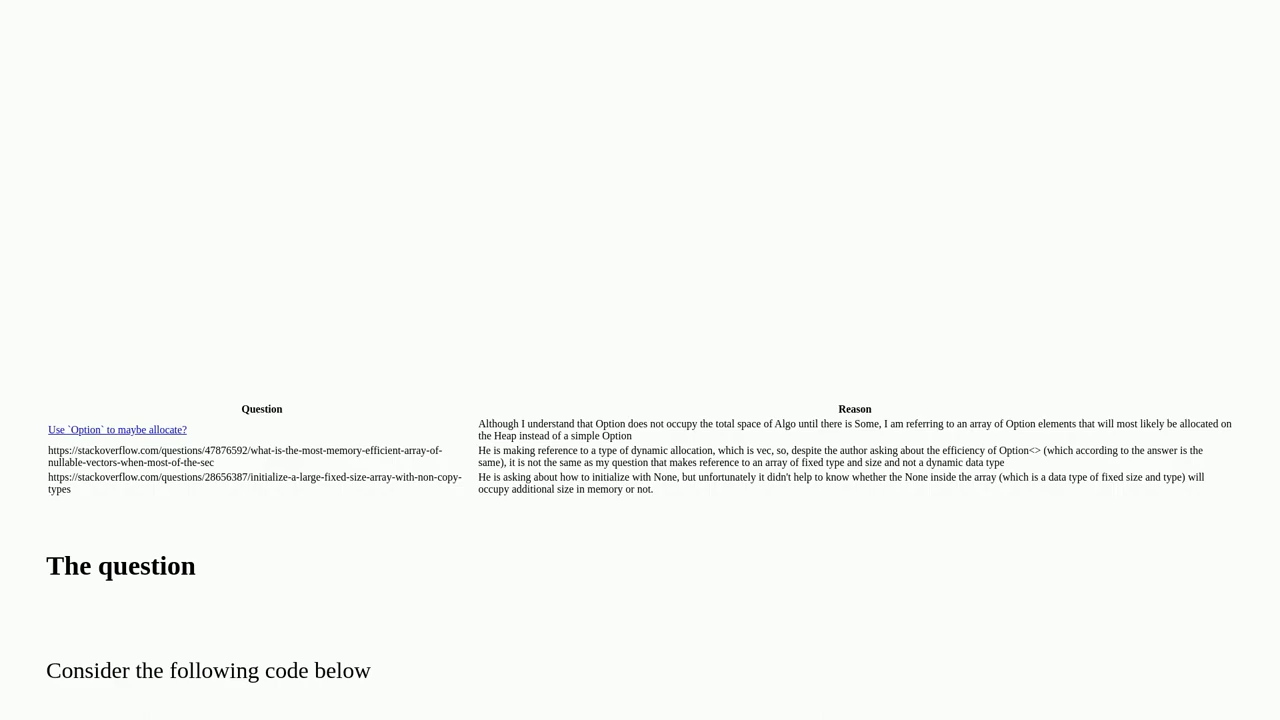 Question Reason
Use `Option` to maybe allocate?
Although I understand that Option does not occupy the total space of Algo until there is Some, I am referring to an array of Option elements that will most likely be allocated on
the Heap instead of a simple Option
https://stackoverflow.com/questions/47876592/what-is-the-most-memory-efficient-array-of-
nullable-vectors-when-most-of-the-sec
He is making reference to a type of dynamic allocation, which is vec, so, despite the author asking about the efficiency of Option<> (which according to the answer is the
same), it is not the same as my question that makes reference to an array of fixed type and size and not a dynamic data type
https://stackoverflow.com/questions/28656387/initialize-a-large-fixed-size-array-with-non-copy-
types
He is asking about how to initialize with None, but unfortunately it didn't help to know whether the None inside the array (which is a data type of fixed size and type) will
occupy additional size in memory or not.
The question
Consider the following code below